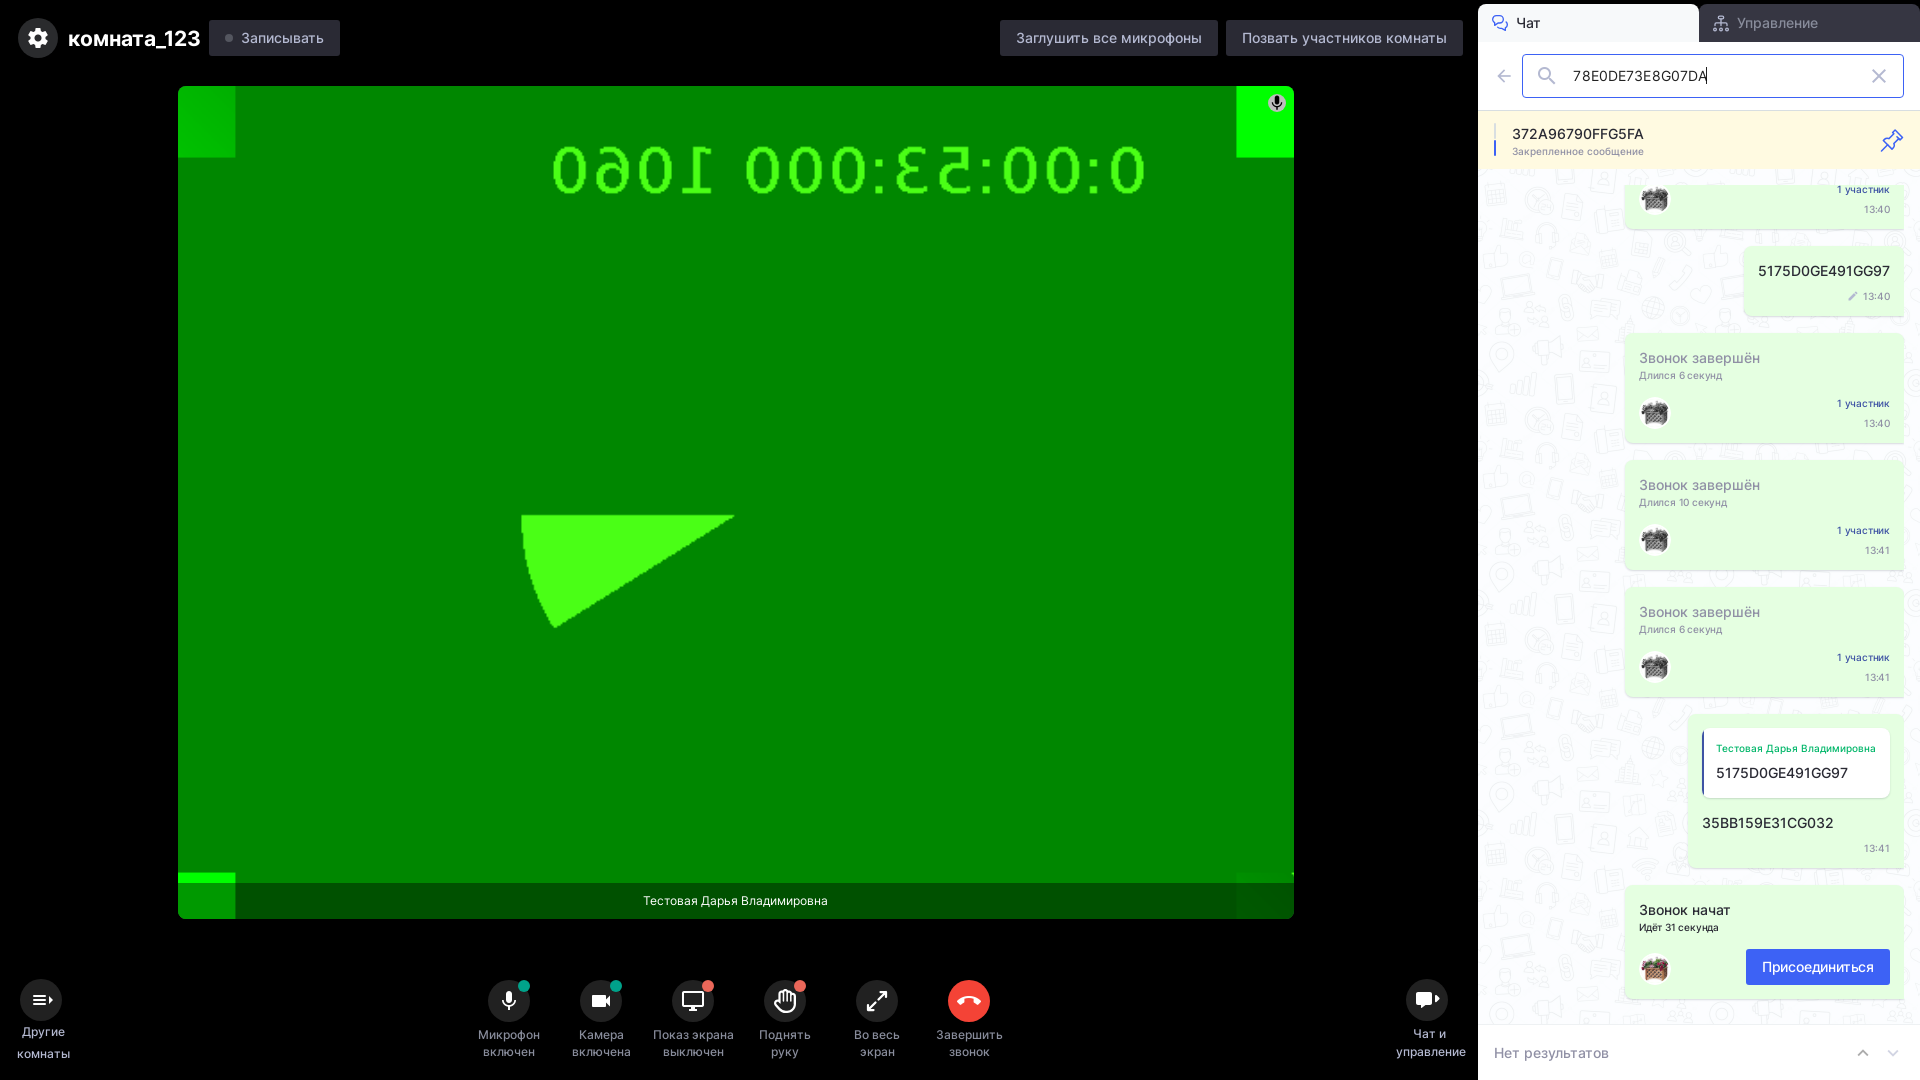 комната_123
Записывать
Заглушить все микрофоны
Позвать участников комнаты
0:00:53:000 1060
Тестовая Дарья Владимировна
Другие
комнаты
Микрофон
включен
Камера
включена
Показ экрана
выключен
Поднять
руку
Во весь
экран
Завершить
звонок
Чат и
управление
Чат
Управление
78E0DE73E8G07DA
372A96790FFG5FA
Закрепленное сообщение
1 участник
13:40
5175D0GE491GG97
13:40
Звонок завершён
Длился 6 секунд
1 участник
13:40
Звонок завершён
Длился 10 секунд
1 участник
13:41
Звонок завершён
Длился 6 секунд
1 участник
13:41
Тестовая Дарья Владимировна
5175D0GE491GG97
35BB159E31CG032
13:41
Звонок начат
Идёт 31 секунда
Присоединиться
Нет результатов